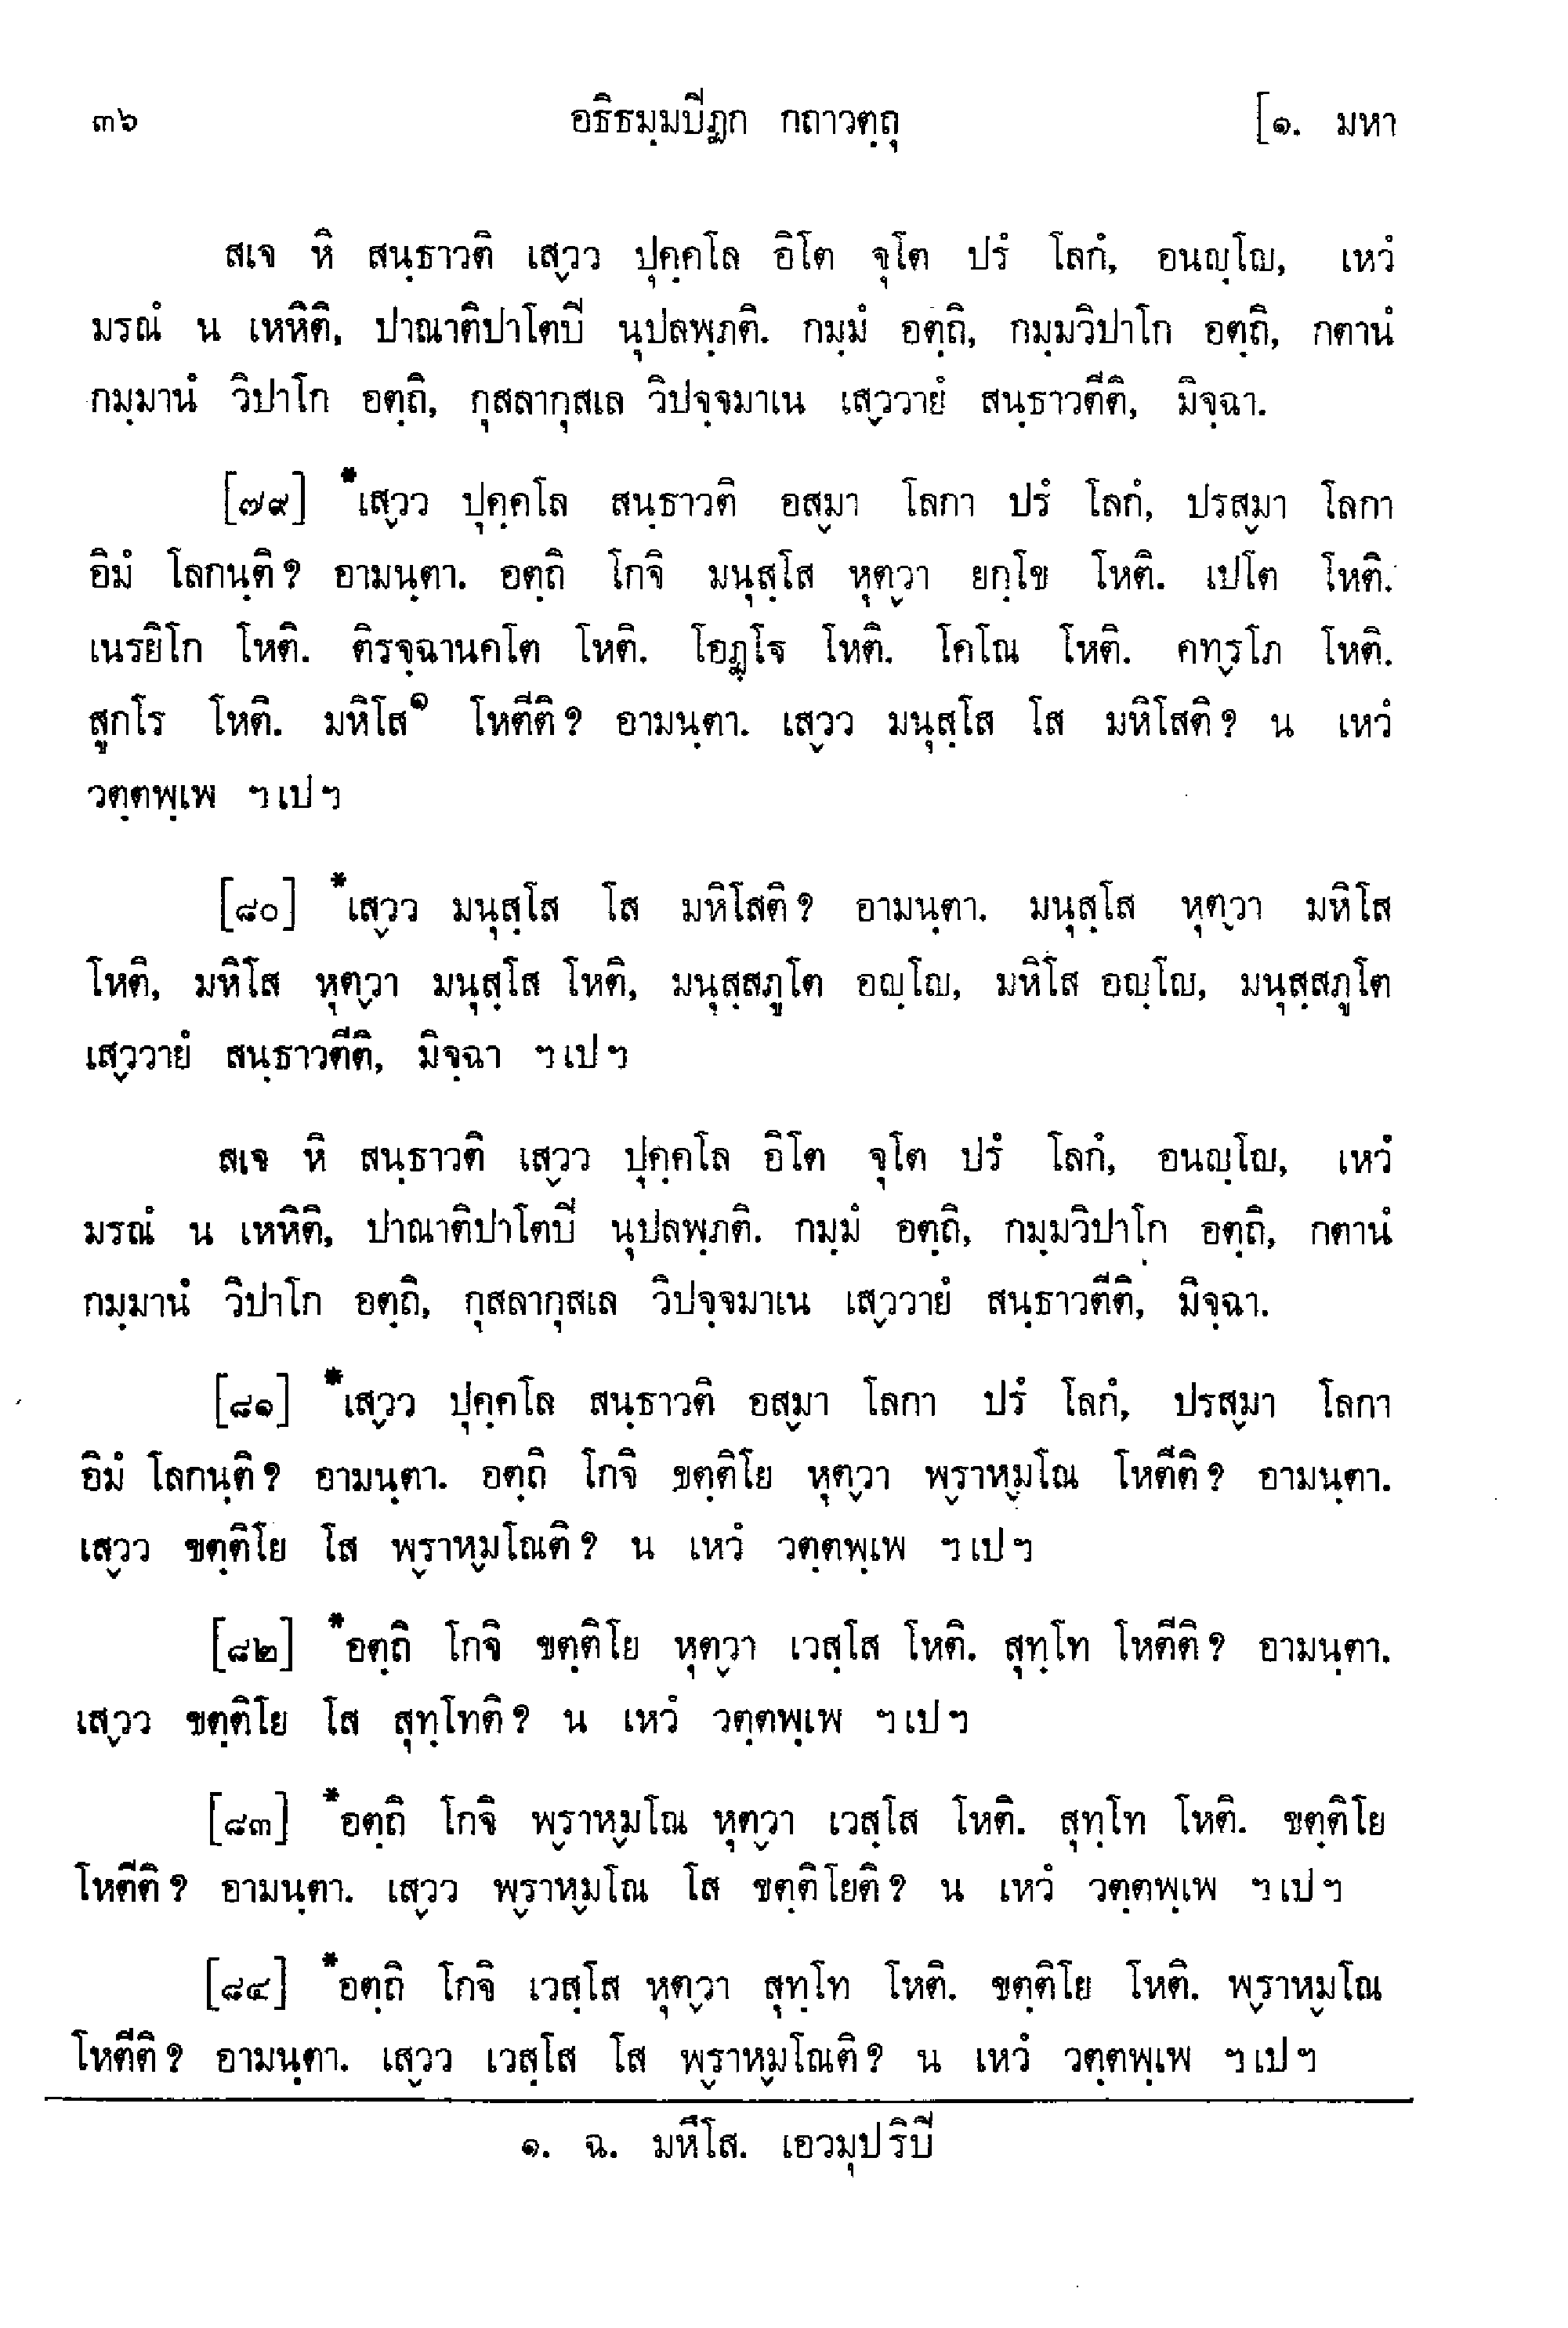 ๓๖ อธิธมฺมปิฏก กถาวตฺถุ [๑. มหา
สเจ หิ สนฺธาวติ เสฺวว ปุคฺคโล อิโต จุโต ปรํ โลกํ, อนญฺโญ, เหวํ
มรณํ น เหหิติ, ปาณาติปาโตปิ นุปลพฺภติ. กมฺมํ อตฺถิ, กมฺมวิปาโก อตฺถิ, กตานํ
กมฺมานํ วิปาโก อตฺถิ, กุสลากุสเล วิปจฺจมาเน เสฺววายํ สนฺธาวตีติ, มิจฺฉา.
[๗๙] *เสฺวว ปุคฺคโล สนฺธาวติ อสฺมา โลกา ปรํ โลกํ, ปรสฺมา โลกา
อิมํ โลกนฺติ? อามนฺตา. อตฺถิ โกจิ มนุสฺโส หุตฺวา ยกฺโข โหติ. เปโต โหติ.
เนรยิโก โหติ. ติรจฺฉานคโต โหติ. โอฏฺโฐ โหติ. โคโณ โหติ. คทฺรโภ โหติ.
สูกโร โหติ. มหิโส๑ โหตีติ? อามนฺตา. เสฺวว มนุสฺโส โส มหิโสติ? น เหวํ
วตฺตพฺเพ ฯเปฯ
[๘๐] *เสฺวว มนุสฺโส โส มหิโสติ? อามนฺตา. มนุสฺโส หุตฺวา มหิโส
โหติ, มหิโส หุตฺวา มนุสฺโส โหติ, มนุสฺสภูโต อญฺโญ, มหิโส อญฺโญ, มนุสฺสภูโต
เสฺววายํ สนฺธาวตีติ, มิจฺฉา ฯเปฯ
สเจ หิ สนฺธาวติ เสฺวว ปุคฺคโล อิโต จุโต ปรํ โลกํ, อนญฺโญ, เหวํ
มรณํ น เหหิติ, ปาณาติปาโตปิ นุปลพฺภติ. กมฺมํ อตฺถิ, กมฺมวิปาโก อตฺถิ, กตานํ
กมฺมานํ วิปาโก อตฺถิ, กุสลากุสเล วิปจฺจมาเน เสฺววายํ สนฺธาวตีติ, มิจฺฉา.
[๘๑] *เสฺวว ปุคฺคโล สนฺธาวติ อสฺมา โลกา ปรํ โลกํ, ปรสฺมา โลกา
อิมํ โลกนฺติ? อามนฺตา. อตฺถิ โกจิ ขตฺติโย หุตฺวา พฺราหฺมโณ โหตีติ? อามนฺตา.
เสฺวว ขตฺติโย โส พฺราหฺมโณติ? น เหวํ วตฺตพฺเพ ฯเปฯ
[๘๒] *อตฺถิ โกจิ ขตฺติโย หุตฺวา เวสฺโส โหติ. สุทฺโท โหตีติ? อามนฺตา.
เสฺวว ขตฺติโย โส สุทฺโทติ? น เหวํ วตฺตพฺเพ ฯเปฯ
[๘๓] *อตฺถิ โกจิ พฺราหฺมโณ หุตฺวา เวสฺโส โหติ. สุทฺโท โหติ. ขตฺติโย
โหตีติ? อามนฺตา. เสฺวว พฺราหฺมโณ โส ขตฺติโยติ? น เหวํ วตฺตพฺเพ ฯเปฯ
[๘๔] *อตฺถิ โกจิ เวสฺโส หุตฺวา สุทฺโท โหติ. ขตฺติโย โหติ. พฺราหฺมโณ
โหตีติ? อามนฺตา. เสฺวว เวสฺโส โส พฺราหฺมโณติ? น เหวํ วตฺตพฺเพ ฯเปฯ
๑. ฉ. มหึโส. เอวมุปริปิ